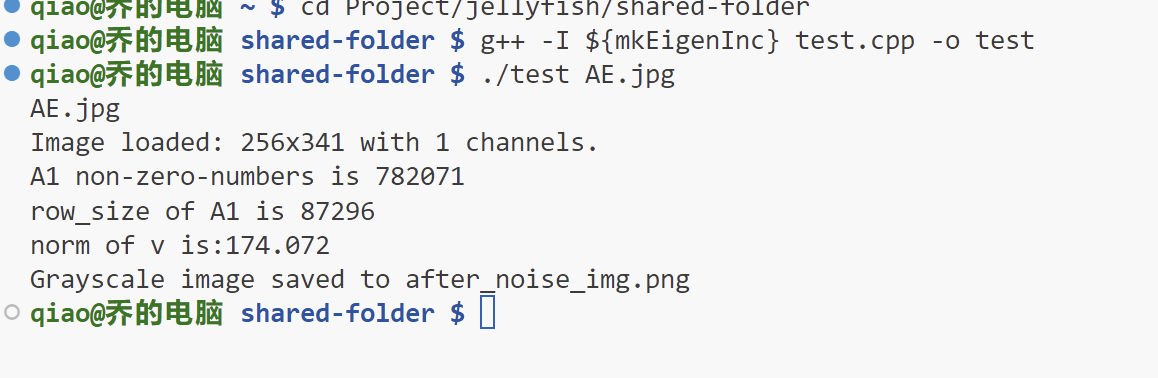 qiao@乔的电脑 ~ $ cd Project/jellyfish/shared-folder
qiao@乔的电脑 shared-folder $ g++ -I ${mkEigenInc} test.cpp -o test
qiao@乔的电脑 shared-folder $ ./test AE.jpg
AE.jpg
Image loaded: 256x341 with 1 channels.
A1 non-zero-numbers is 782071
row_size of A1 is 87296
norm of v is:174.072
Grayscale image saved to after_noise_img.png
qiao@乔的电脑 shared-folder $